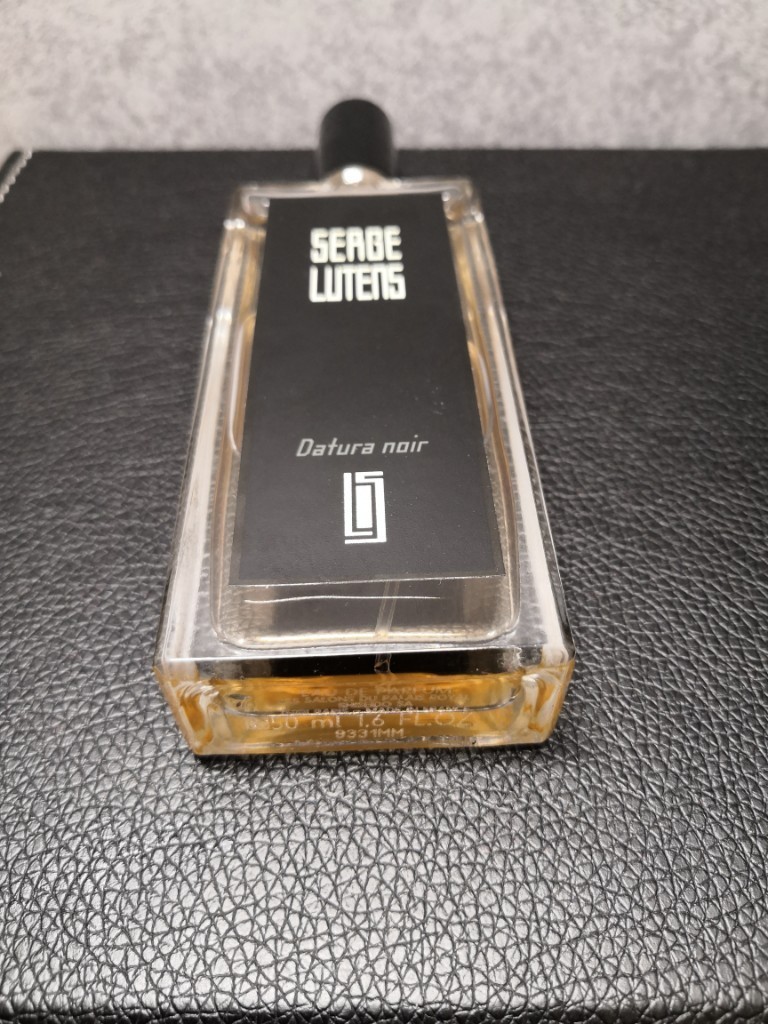 SERGE
LUTENS
Datura noir
50 ml 1.6 FL.OZ
9331MM